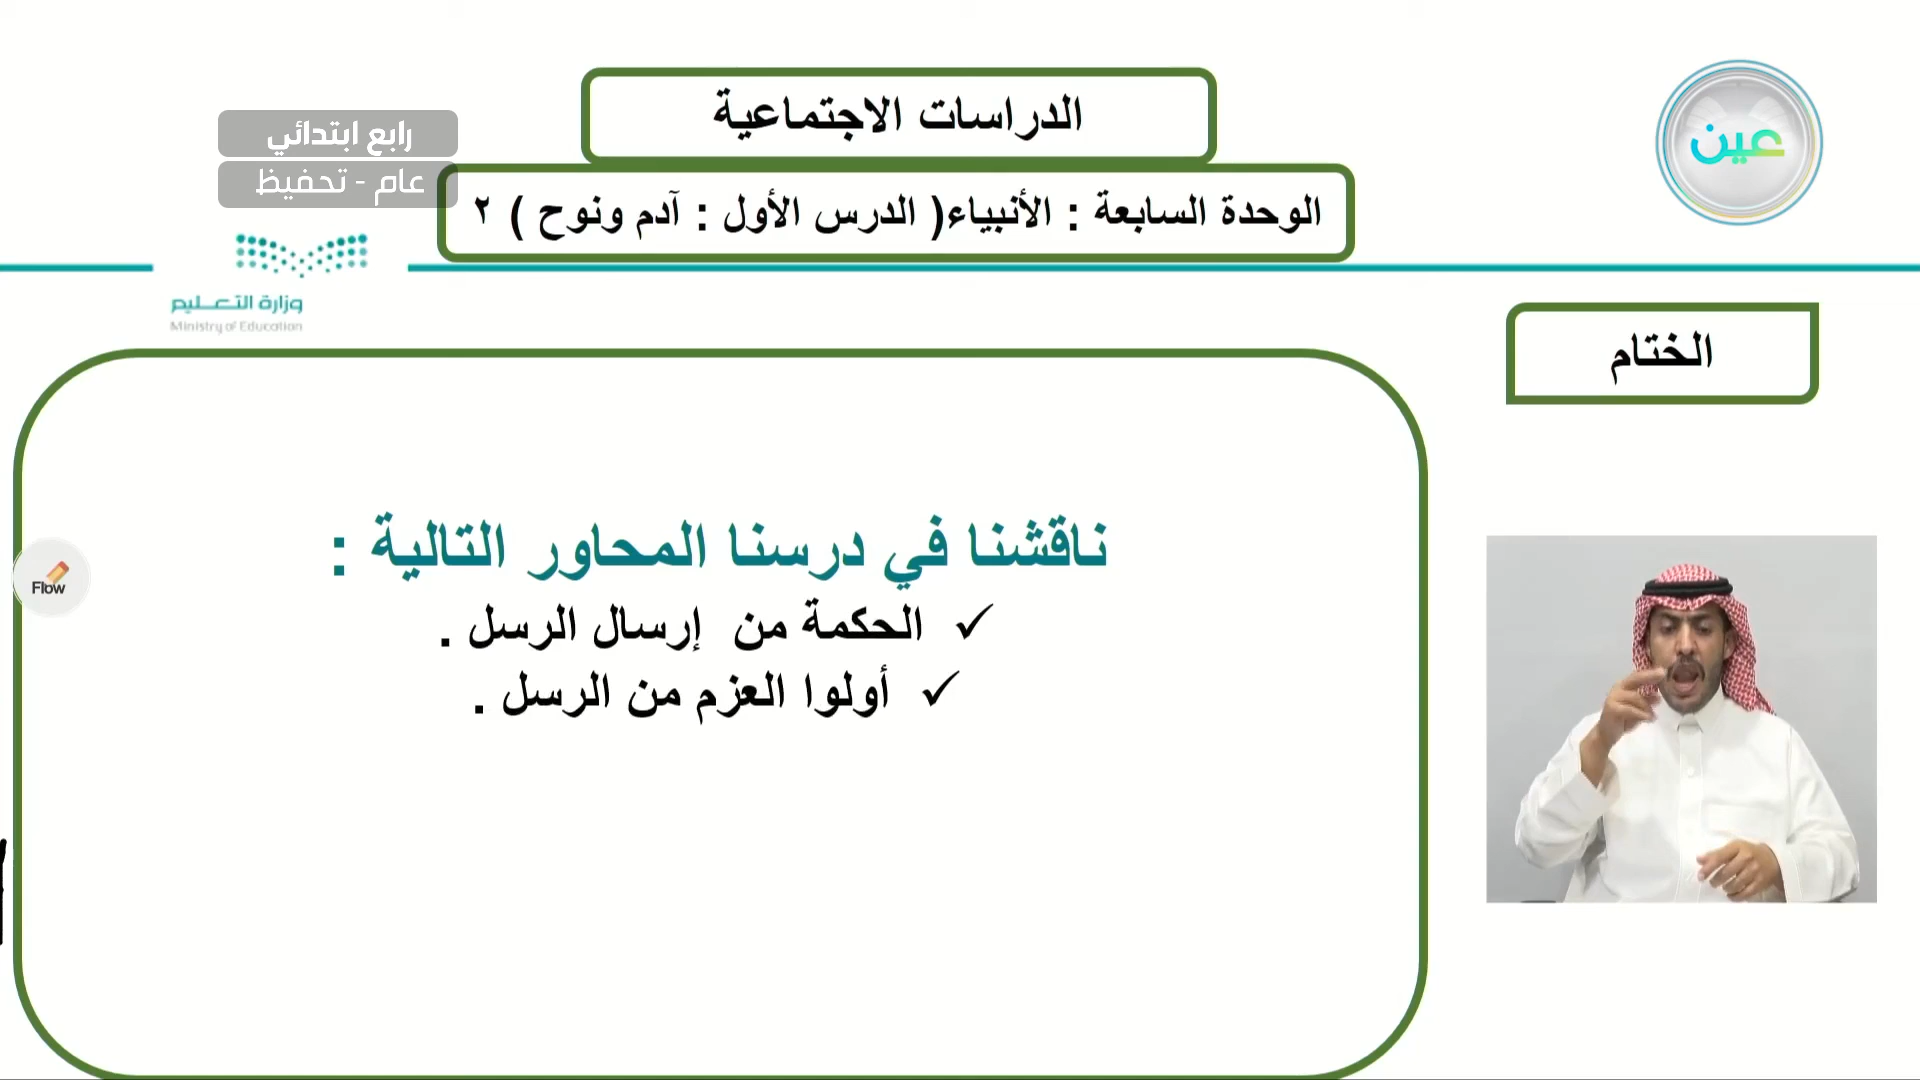 الدراسات الاجتماعية
عين
رابع ابتدائي
عام - تحفيظ
الوحدة السابعة : الأنبياء( الدرس الأول : آدم ونوح ) ٢
وزارة التعليم
Ministry of Education
الختام
ناقشنا في درسنا المحاور التالية :
✓ الحكمة من إرسال الرسل .
✓ أولوا العزم من الرسل .
Flow